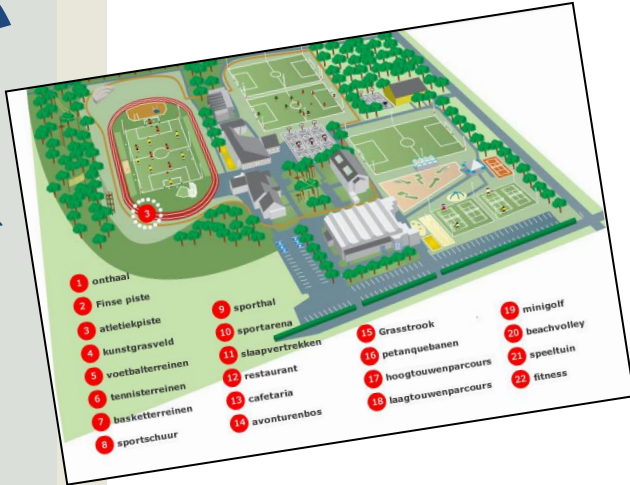 3
1 onthaal
2 Finse piste
3 atletiekpiste
4 kunstgrasveld
5 voetbalterreinen
6 tennisterreinen
7 basketterreinen
8 sportschuur
9 sporthal
10 sportarena
11 slaapvertrekken
12 restaurant
13 cafetaria
14 avonturenbos
15 Grasstrook
16 petanquebanen
17 hoogtouwenparcours
18 laagtouwenparcours
19 minigolf
20 beachvolley
21 speeltuin
22 fitness